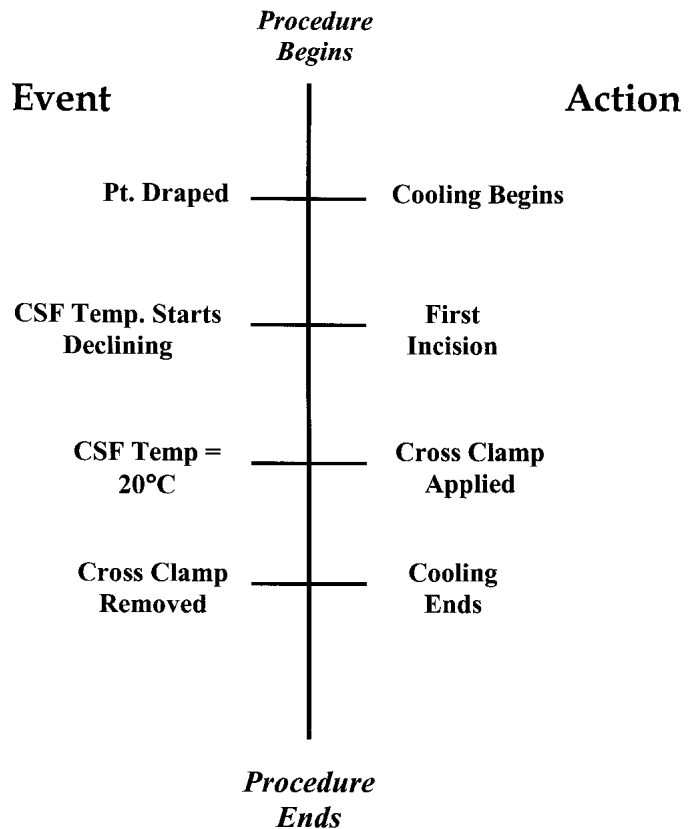 Procedure
Begins
Event
Action
Pt. Draped
Cooling Begins
CSF Temp. Starts
Declining
First
Incision
CSF Temp =
20°C
Cross Clamp
Applied
Cross Clamp
Removed
Cooling
Ends
Procedure
Ends